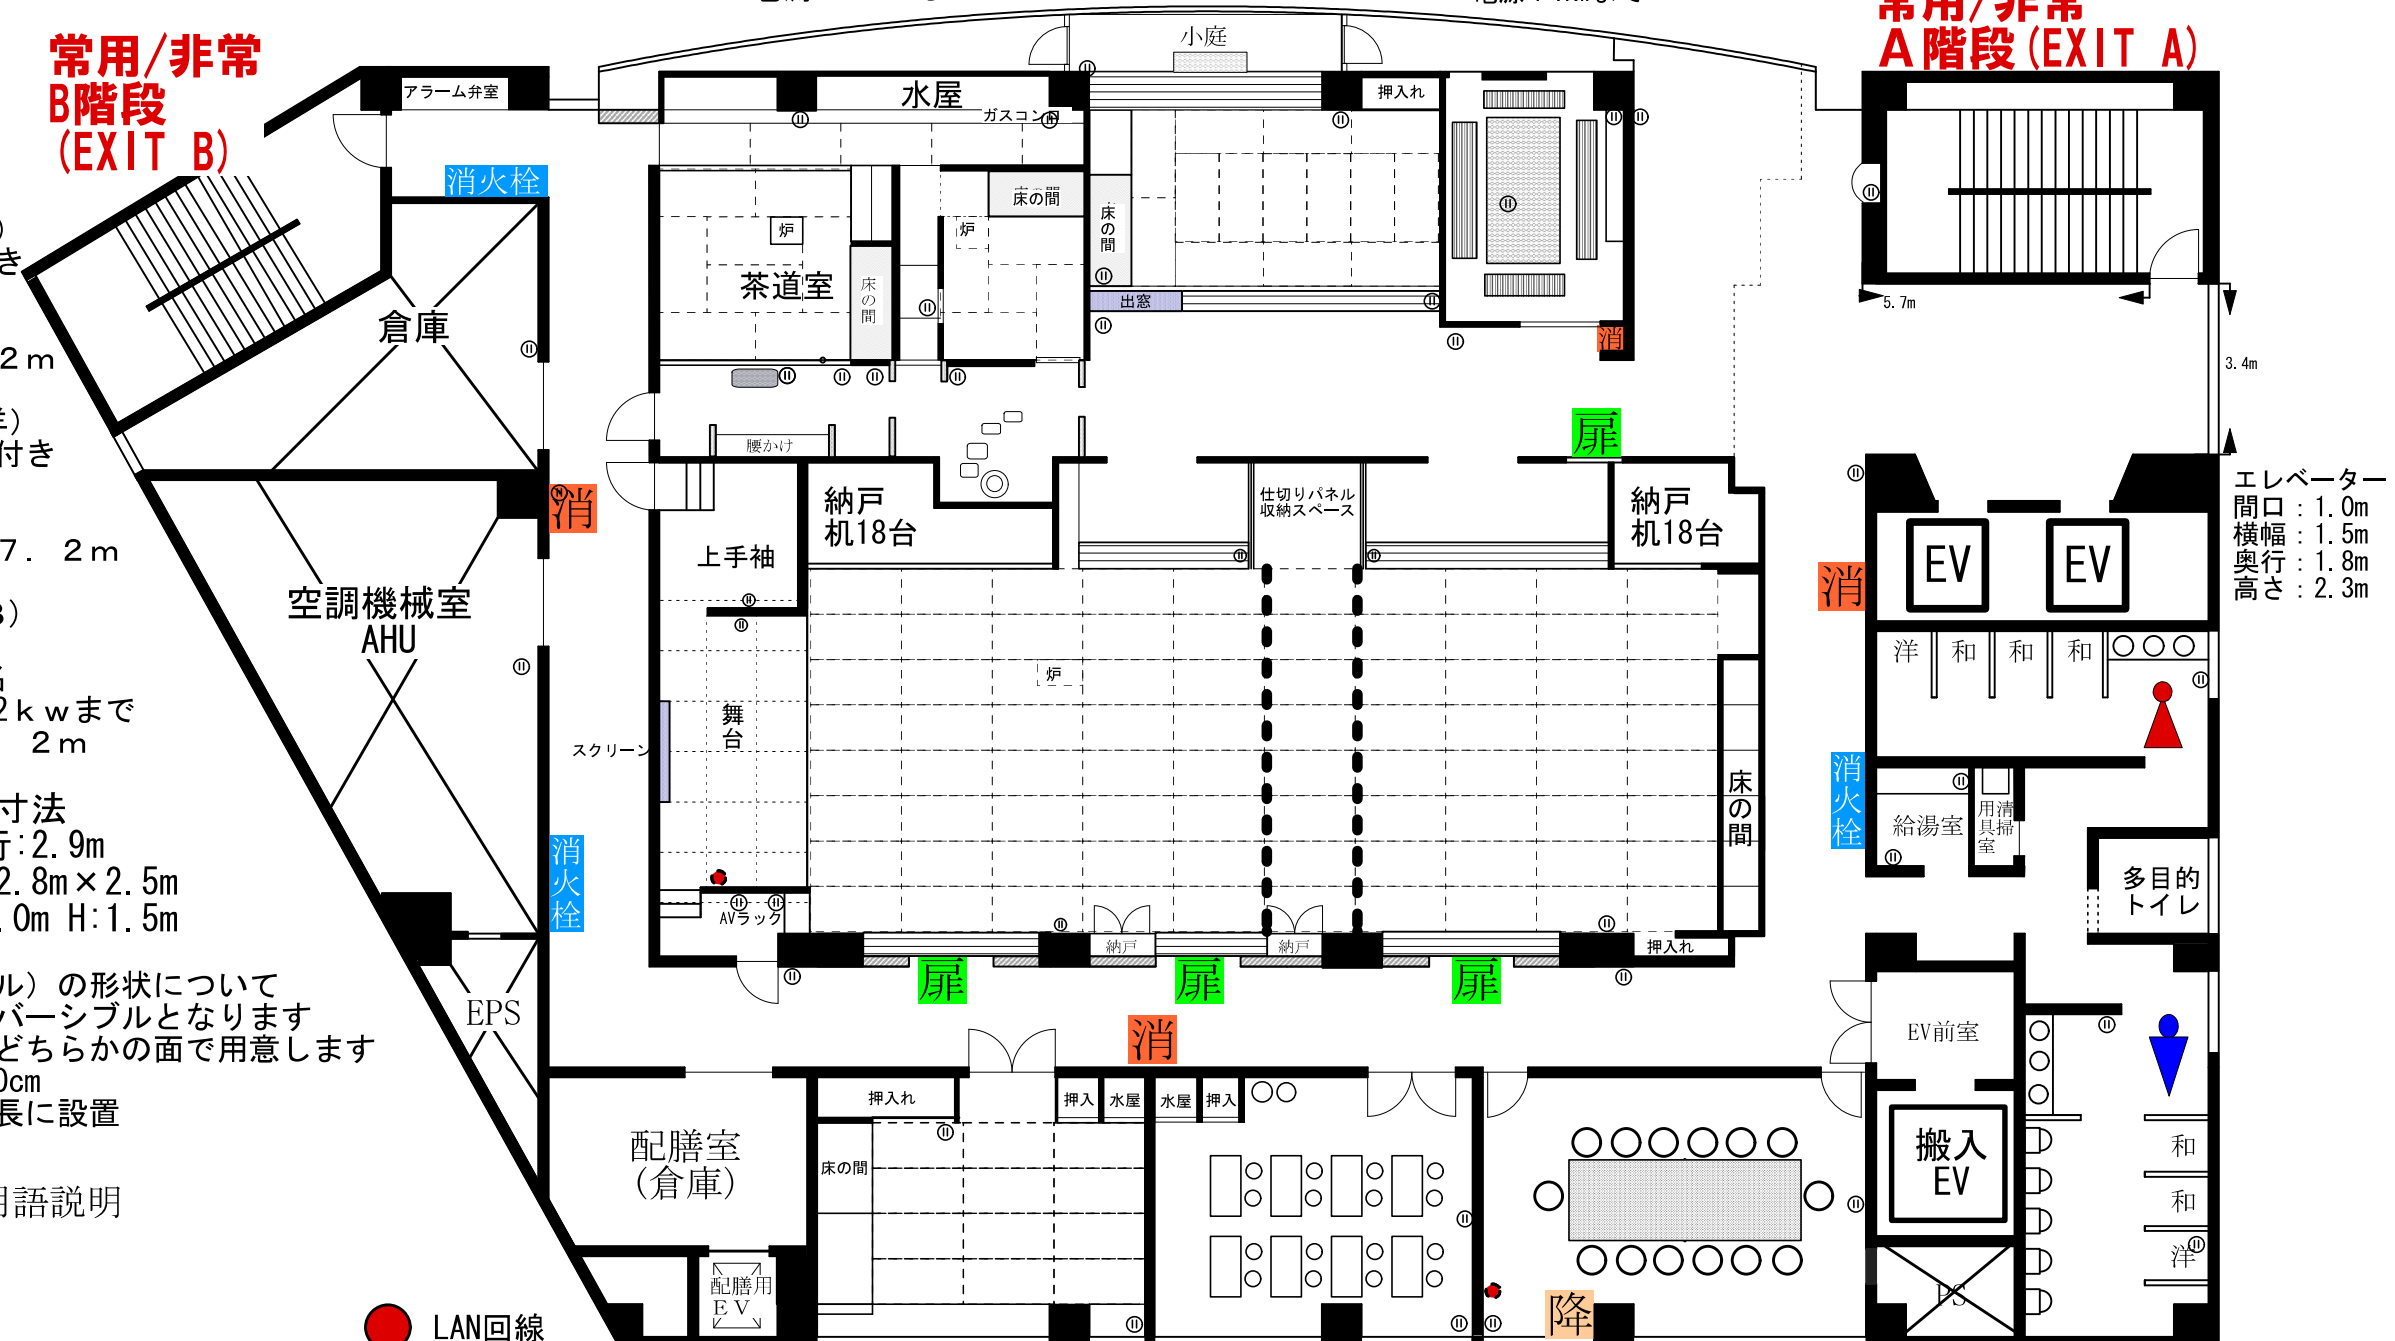 常用/非常
B階段
(EXIT B)
常用/非常
A階段(EXIT A)
小庭
アラーム弁室
水屋
ガスコンロ
押入れ
消火栓
床の間
炉
炉
床の間
茶道室
床の間
出窓
倉庫
消
5.7m
3.4m
2m
付き
腰かけ
扉
エレベーター
間口:1.0m
横幅:1.5m
奥行:1.8m
高さ:2.3m
納戸
机18台
仕切りパネル
収納スペース
納戸
机18台
消
上手袖
EV
EV
消
7. 2m
空調機械室
AHU
洋
和
和
和
炉
舞台
スクリーン
2kwまで
2m
床の間
消火栓
給湯室
清掃用具室
寸法
行:2.9m
2.8m×2.5m
.0m H:1.5m
消火栓
多目的
トイレ
AVラック
納戸
納戸
押入れ
扉
扉
扉
ル)の形状について
バーシブルとなります
どちらかの面で用意します
0cm
長に設置
EPS
消
EV前室
押入れ
押入
水屋
水屋
押入
配膳室
(倉庫)
床の間
搬入
EV
和
和
洋
用語説明
配膳用
EV
降
PS
LAN回線